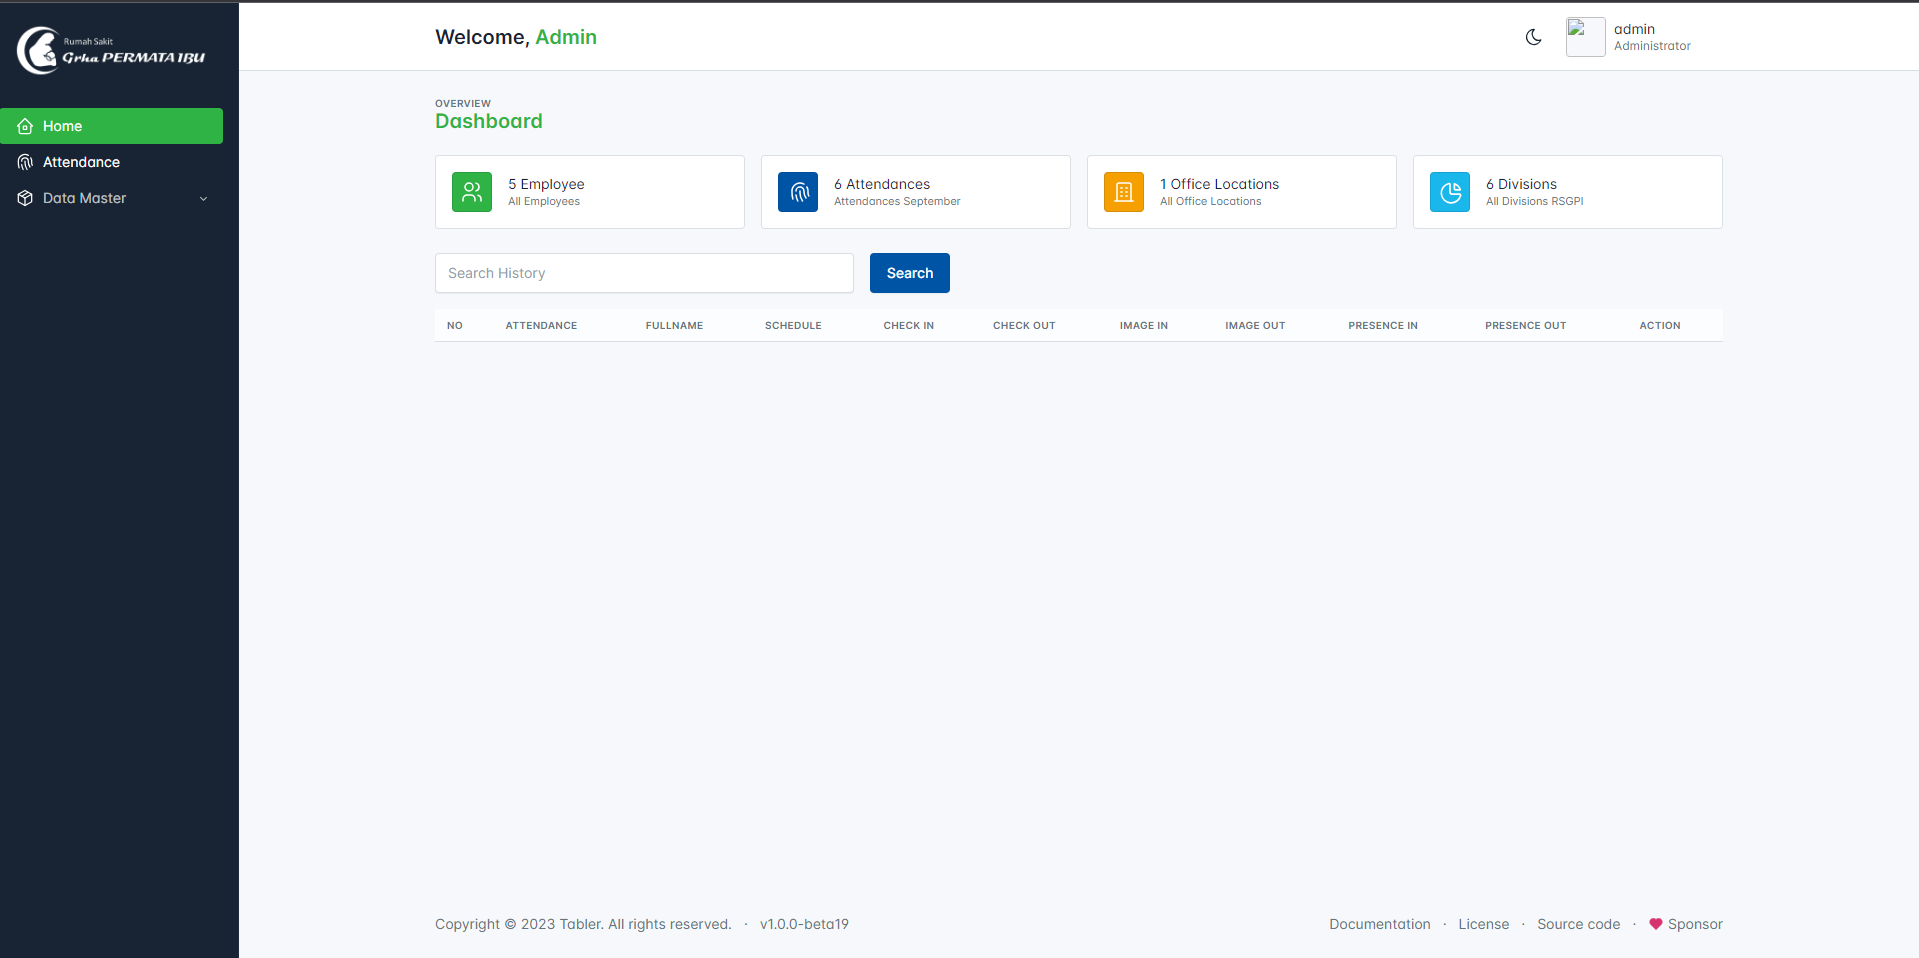 Rumah Sakit
Grha PERMATA IBU
Home
Attendance
Data Master
Welcome, Admin
admin
Administrator
OVERVIEW
Dashboard
5 Employee
All Employees
6 Attendances
Attendances September
1 Office Locations
All Office Locations
6 Divisions
All Divisions RSGPI
Search History
Search
NO ATTENDANCE FULLNAME SCHEDULE CHECK IN CHECK OUT IMAGE IN IMAGE OUT PRESENCE IN PRESENCE OUT ACTION
Copyright © 2023 Tabler. All rights reserved. · v1.0.0-beta19
Documentation · License · Source code · Sponsor